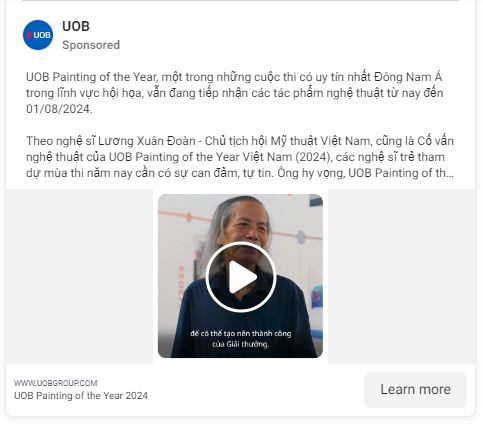 UOB
UOB
Sponsored
UOB Painting of the Year, một trong những cuộc thi có uy tín nhất Đông Nam Á
trong lĩnh vực hội họa, vẫn đang tiếp nhận các tác phẩm nghệ thuật từ nay đến
01/08/2024.
Theo nghệ sĩ Lương Xuân Đoàn - Chủ tịch hội Mỹ thuật Việt Nam, cũng là Cố vấn
nghệ thuật của UOB Painting of the Year Việt Nam (2024), các nghệ sĩ trẻ tham
dự mùa thi năm nay cần có sự can đảm, tự tin. Ông hy vọng, UOB Painting of th...
để có thể tạo nên thành công
của Giải thưởng.
WWW.UOBGROUP.COM
UOB Painting of the Year 2024
Learn more